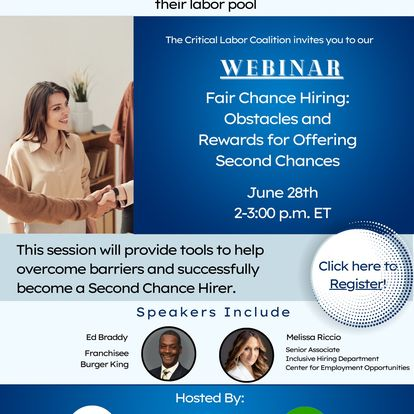 their labor pool
The Critical Labor Coalition invites you to our
WEBINAR
Fair Chance Hiring:
Obstacles and
Rewards for Offering
Second Chances
June 28th
2-3:00 p.m. ET
This session will provide tools to help
overcome barriers and successfully
become a Second Chance Hirer.
Click here to
Register!
Speakers Include
Ed Braddy
Franchisee
Burger King
Melissa Riccio
Senior Associate
Inclusive Hiring Department
Center for Employment Opportunities
Hosted By: